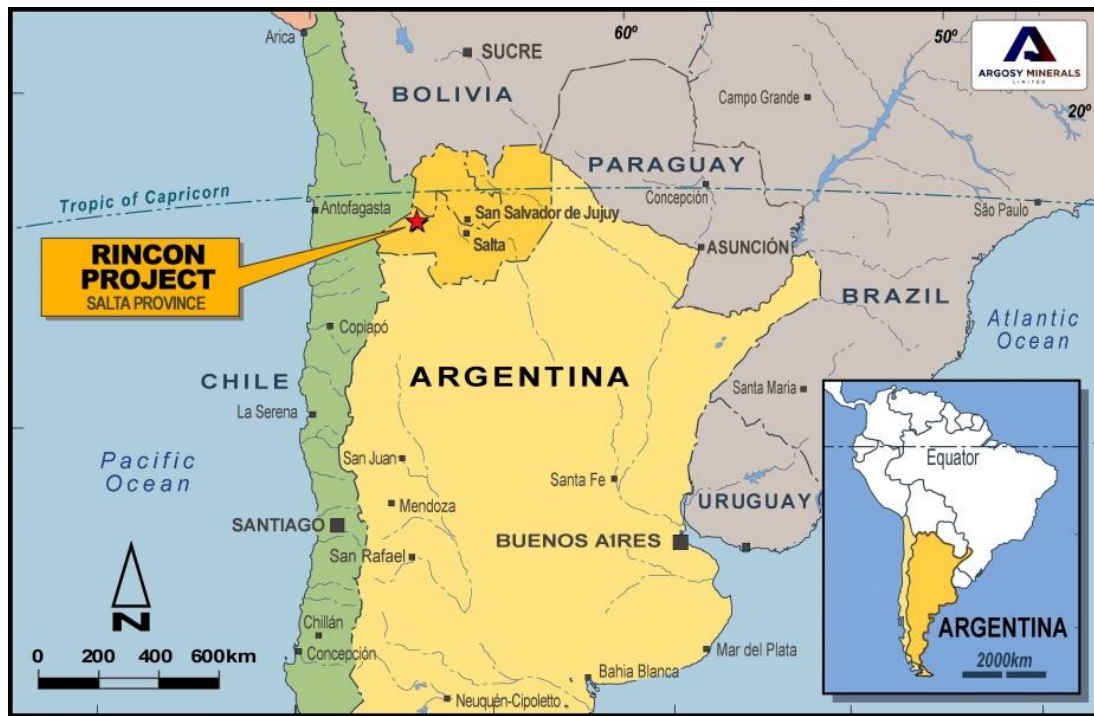 Arica
SUCRE
60º
50º
ARGOSY MINERALS
LIMITED
BOLIVIA
Campo Grande
20º
PARAGUAY
Concepción
Tropic of Capricorn
Antofagasta
San Salvador de Jujuy
São Paulo
Salta
ASUNCIÓN
RINCON
PROJECT
SALTA PROVINCE
BRAZIL
Atlantic
Ocean
Copiapó
CHILE
ARGENTINA
La Serena
Santa Maria
Pacific
Ocean
San Juan
Santa Fe
Equator
Mendoza
URUGUAY
SANTIAGO
BUENOS AIRES
San Rafael
N
Chillán
Concepción
0 200 400 600km
Mar del Plata
Bahia Blanca
Neuquén-Cipoletto
ARGENTINA
2000km